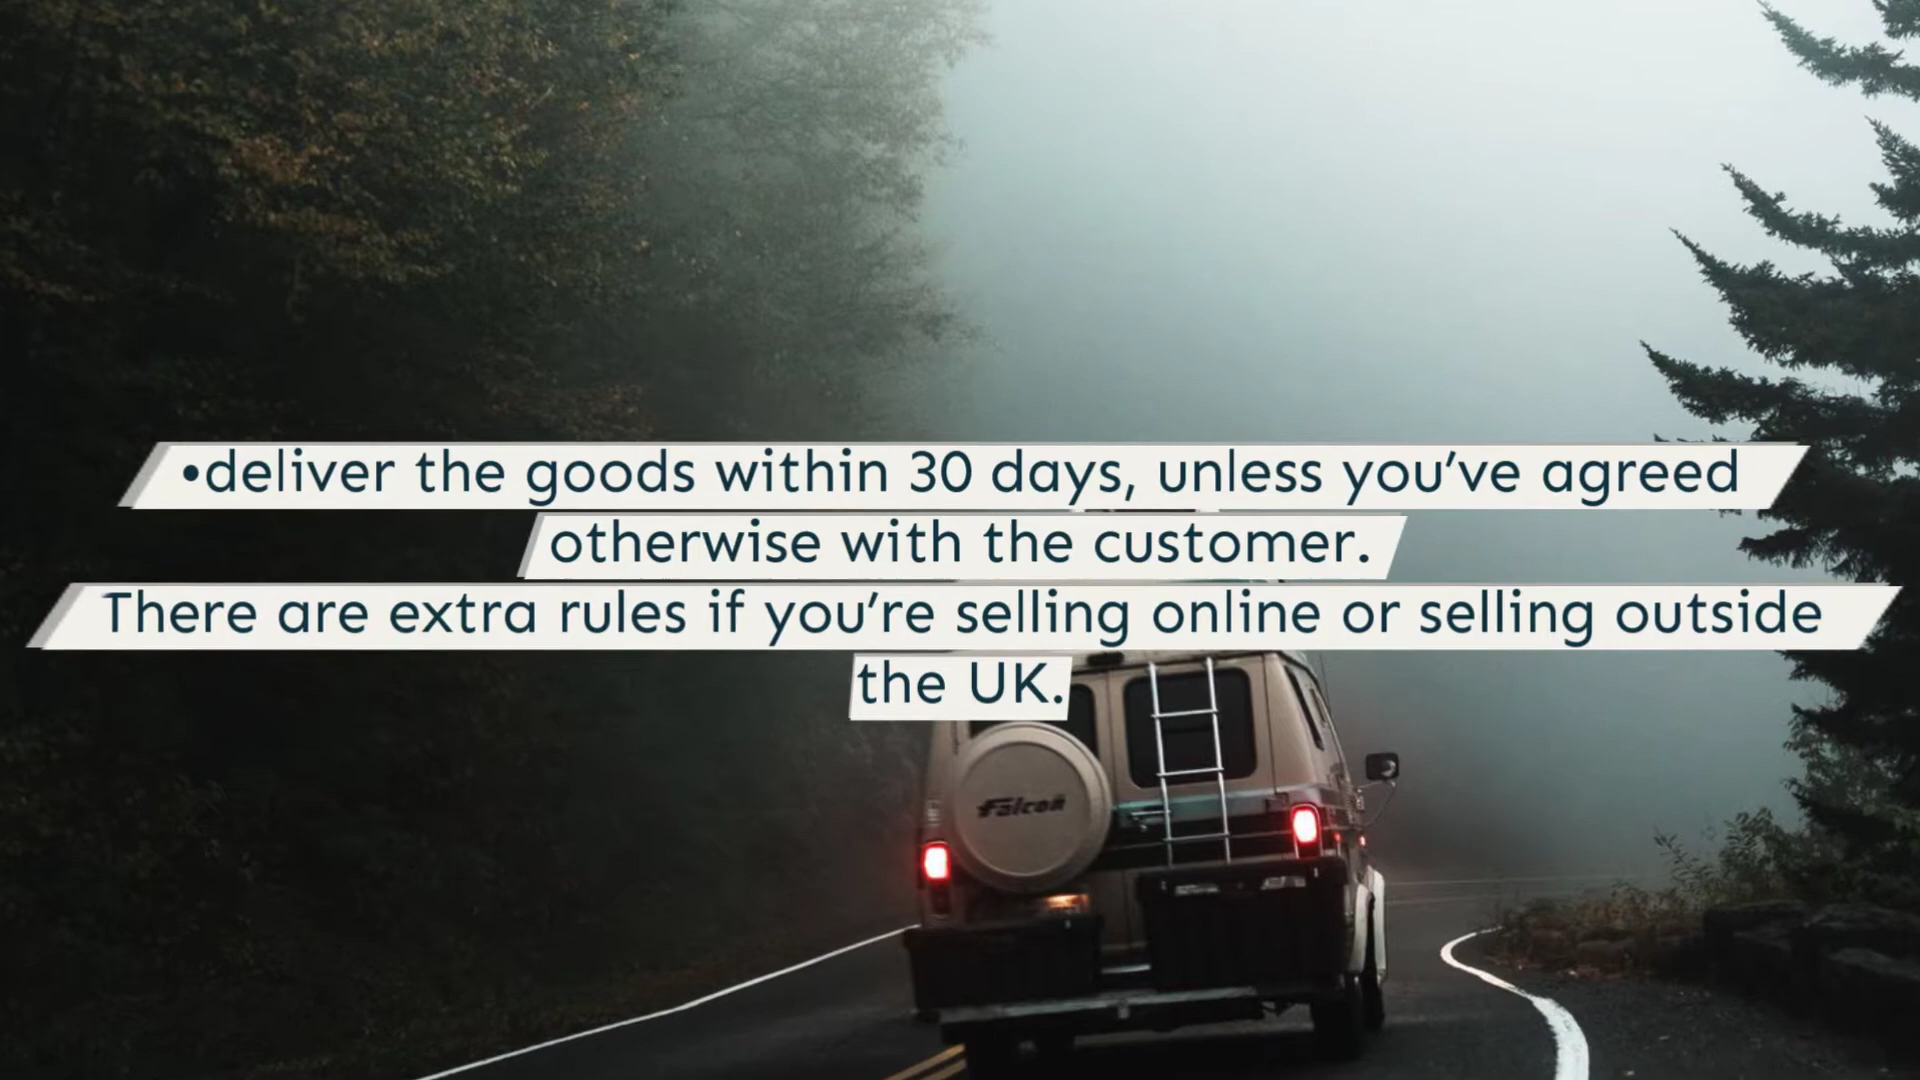 •deliver the goods within 30 days, unless you've agreed
otherwise with the customer.
There are extra rules if you're selling online or selling outside
the UK.
Falcon